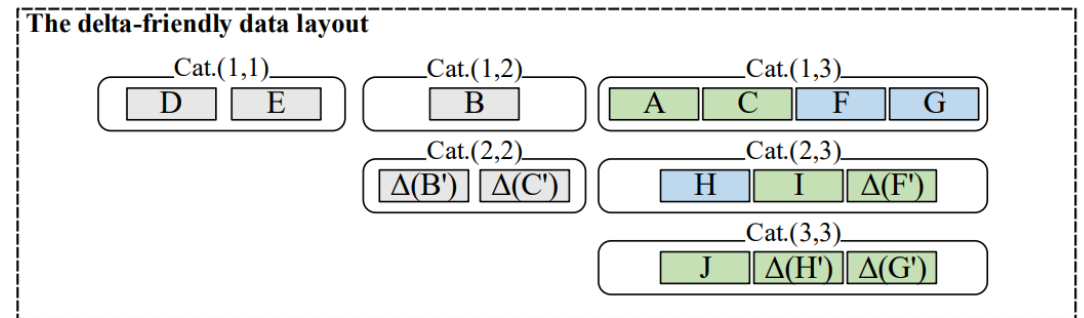 The delta-friendly data layout
Cat.(1,1) Cat.(1,2) Cat.(1,3)
D E B A C F G
Cat.(2,2) Cat.(2,3)
Δ(B') Δ(C') H I Δ(F')
Cat.(3,3)
J Δ(H') Δ(G')